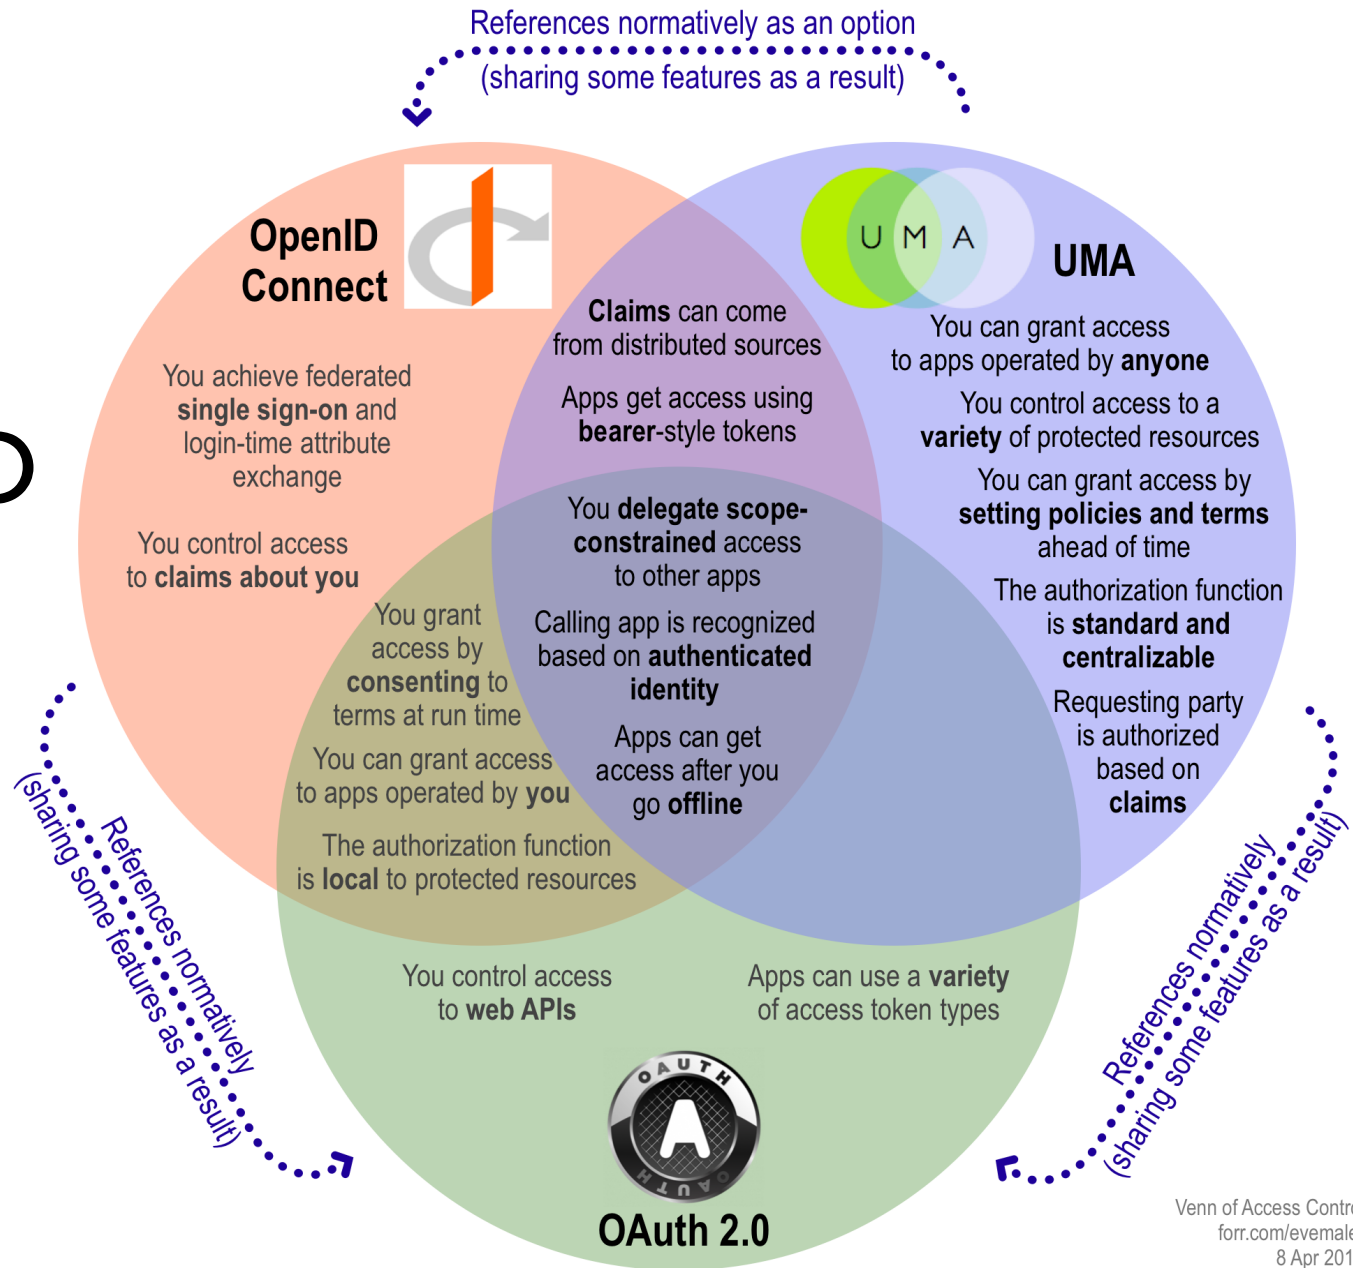 References normatively as an option
(sharing some features as a result)
OpenID
Connect
U M A
UMA
You achieve federated
single sign-on and
login-time attribute
exchange
You control access
to claims about you
Claims can come
from distributed sources
Apps get access using
bearer-style tokens
You can grant access
to apps operated by anyone
You control access to a
variety of protected resources
You can grant access by
setting policies and terms
ahead of time
The authorization function
is standard and
centralizable
Requesting party
is authorized
based on
claims
You delegate scope-
constrained access
to other apps
Calling app is recognized
based on authenticated
identity
Apps can get
access after you
go offline
You grant
access by
consenting to
terms at run time
You can grant access
to apps operated by you
The authorization function
is local to protected resources
References normatively
(sharing some features as a result)
References normatively
(sharing some features as a result)
You control access
to web APIs
Apps can use a variety
of access token types
OAUTH
A
OAUTH
OAuth 2.0
Venn of Access Contro
forr.com/evemale
8 Apr 201